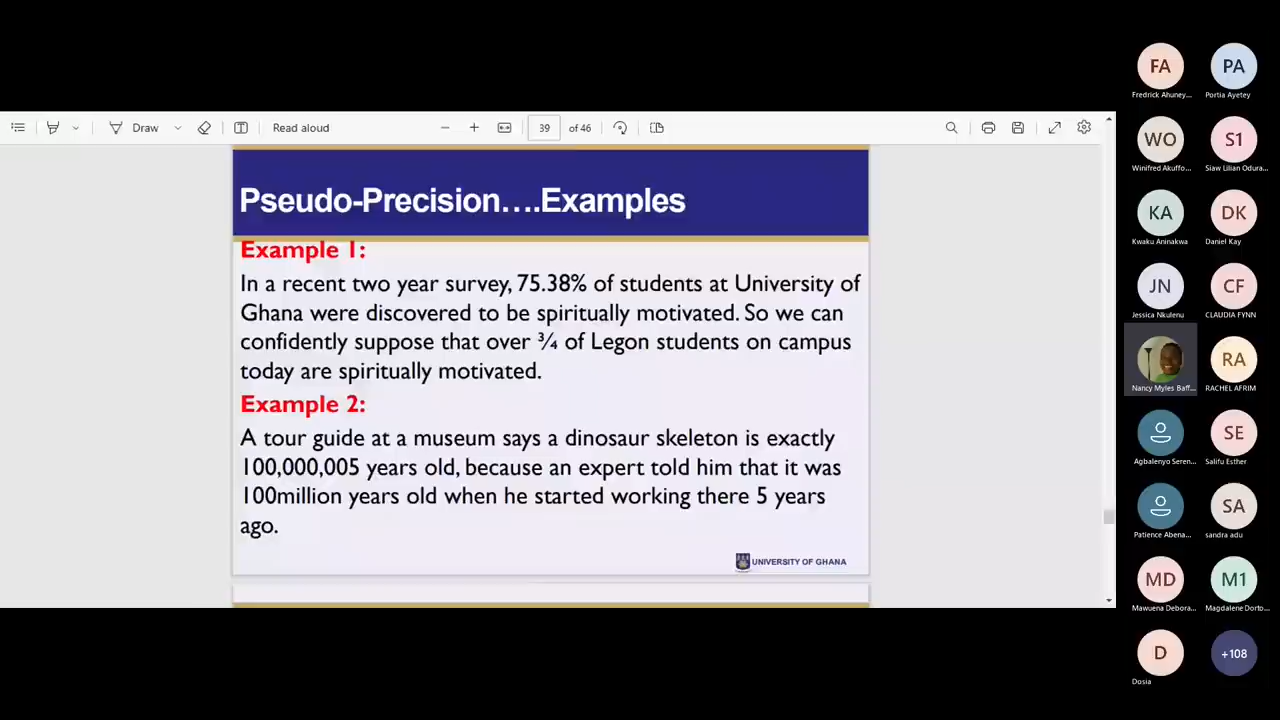 Draw
Read aloud
39 of 46
Pseudo-Precision....Examples
Example 1:
In a recent two year survey, 75.38% of students at University of
Ghana were discovered to be spiritually motivated. So we can
confidently suppose that over ¾ of Legon students on campus
today are spiritually motivated.
Example 2:
A tour guide at a museum says a dinosaur skeleton is exactly
100,000,005 years old, because an expert told him that it was
100million years old when he started working there 5 years
ago.
UNIVERSITY OF GHANA
FA
Fredrick Ahuney...
PA
Portia Ayetey
WO
Winifred Akuffo...
S1
Siaw Lilian Odura...
KA
Kwaku Aninakwa
DK
Daniel Kay
JN
Jessica Nkulenu
CF
CLAUDIA FYNN
Nancy Myles Baff...
RA
RACHEL AFRIM
Agbalenyo Seren...
SE
Salifu Esther
Patience Abena...
SA
sandra adu
MD
Mawuena Debora...
M1
Magdalene Dorto...
D
Dosia
+108